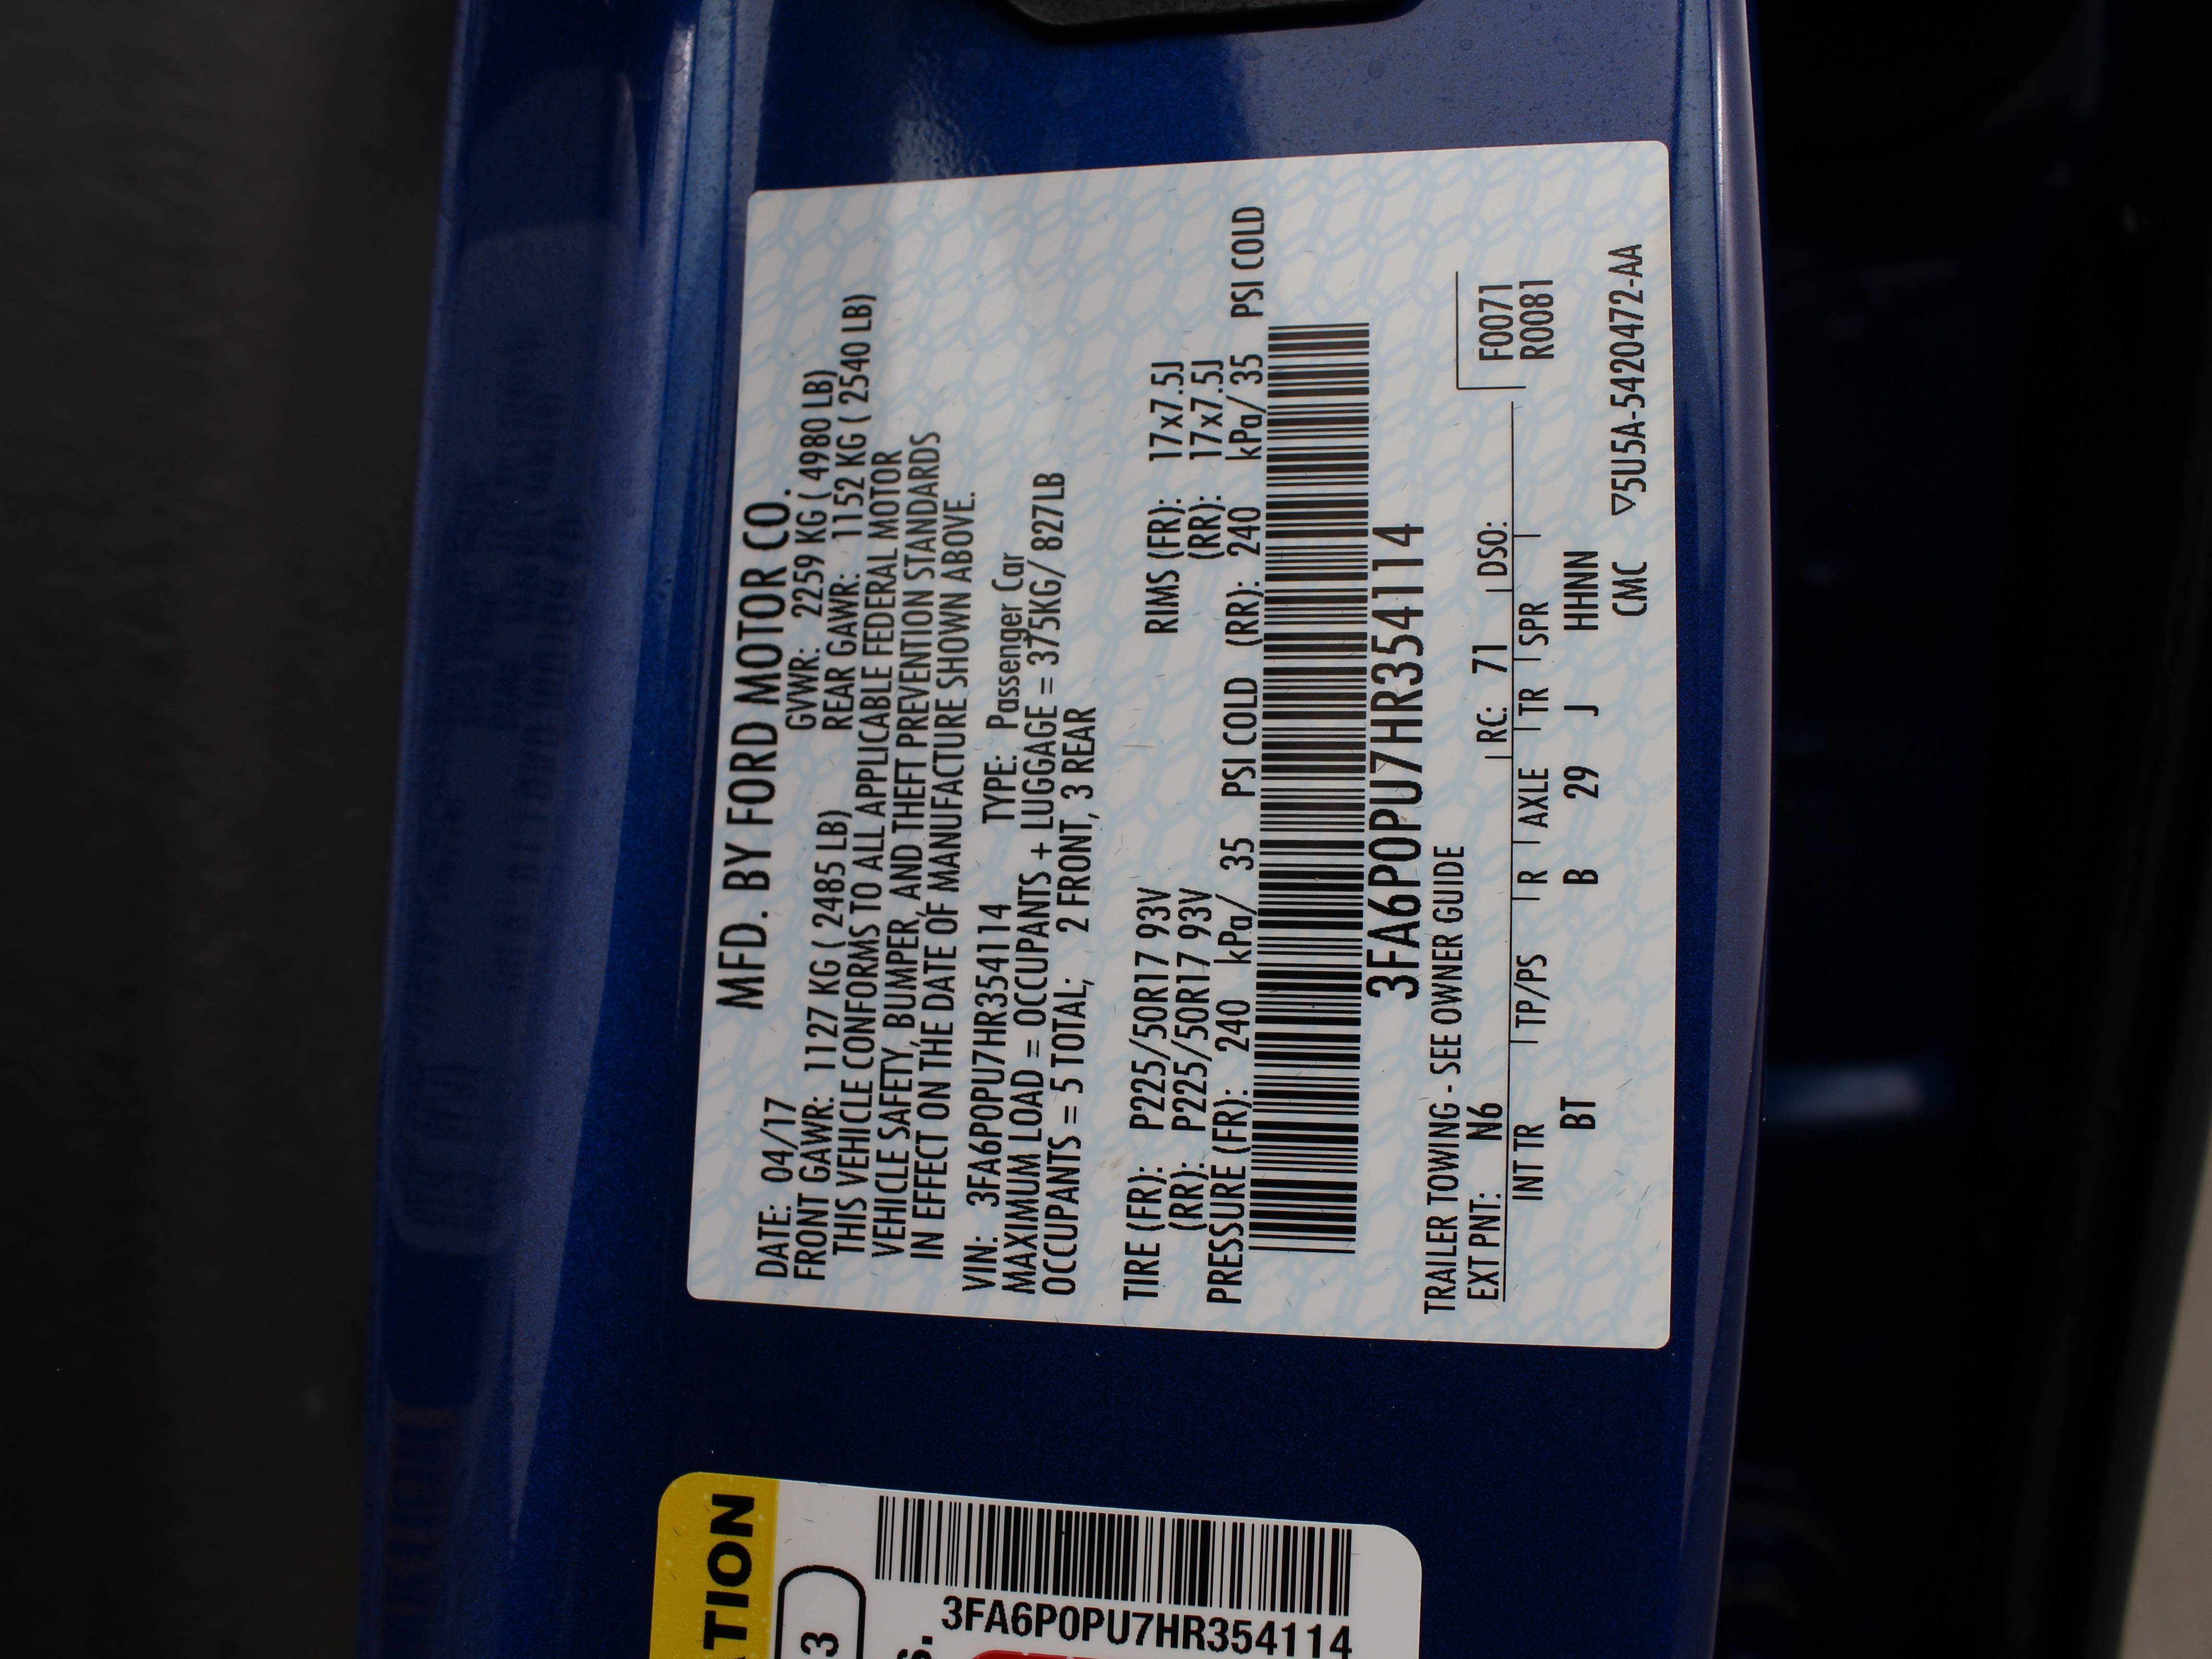 MFD. BY FORD MOTOR CO.
DATE: 04/17 GVWR: 2259 KG ( 4980 LB)
FRONT GAWR: 1127 KG ( 2485 LB) REAR GAWR: 1152 KG ( 2540 LB)
THIS VEHICLE CONFORMS TO ALL APPLICABLE FEDERAL MOTOR
VEHICLE SAFETY, BUMPER, AND THEFT PREVENTION STANDARDS
IN EFFECT ON THE DATE OF MANUFACTURE SHOWN ABOVE.
VIN: 3FA6P0PU7HR354114 TYPE: Passenger Car
MAXIMUM LOAD = OCCUPANTS + LUGGAGE = 375KG/ 827LB
OCCUPANTS = 5 TOTAL; 2 FRONT, 3 REAR
TIRE (FR): P225/50R17 93V RIMS (FR): 17x7.5J
(RR): P225/50R17 93V (RR): 17x7.5J
PRESSURE (FR): 240 kPa/ 35 PSI COLD (RR): 240 kPa/ 35 PSI COLD
3FA6P0PU7HR354114
TRAILER TOWING - SEE OWNER GUIDE
EXT PNT: N6 RC: 71 DSO:
F0071
R0081
INT TR TP/PS R AXLE TR SPR
BT B 29 J HHNN
CMC ▽5U5A-5420472-AA
3
3FA6P0PU7HR354114